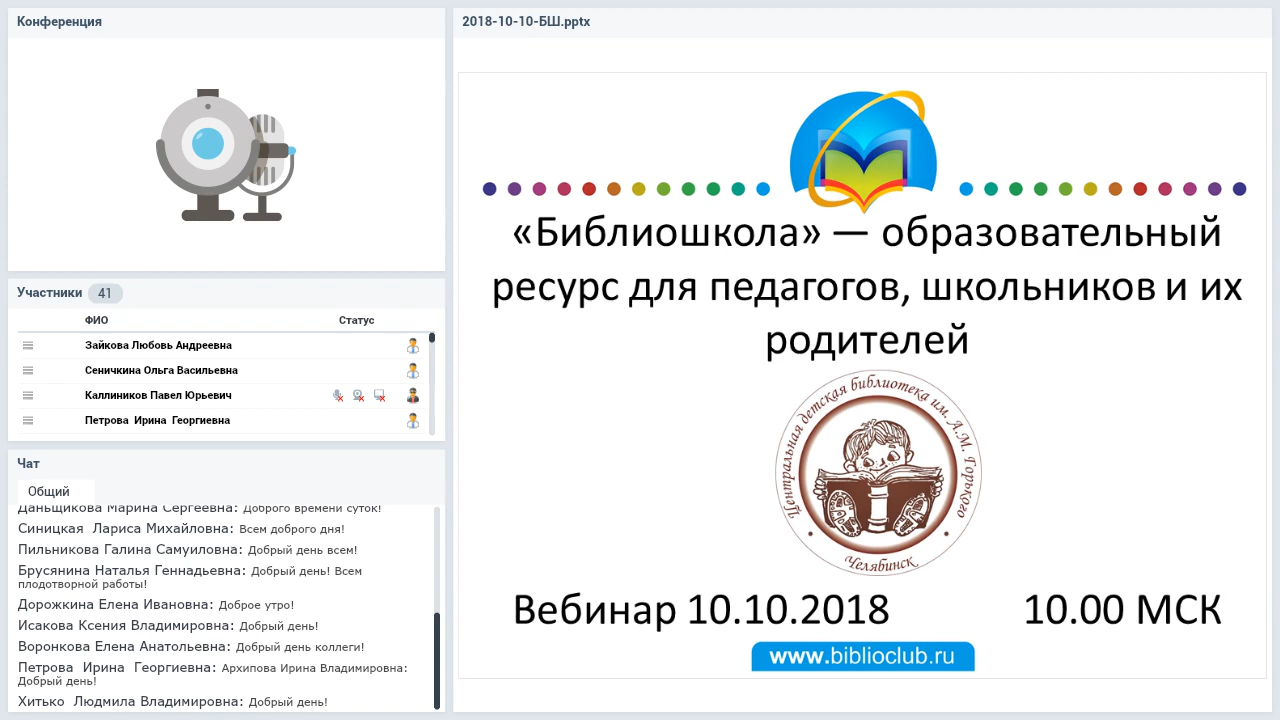 Конференция
Участники 41
ФИО Статус
Зайкова Любовь Андреевна
Сеничкина Ольга Васильевна
Каллиников Павел Юрьевич
Петрова Ирина Георгиевна
Чат
Общий
Даньщикова Марина Сергеевна: Доброго времени суток!
Синицкая Лариса Михайловна: Всем доброго дня!
Пильникова Галина Самуиловна: Добрый день всем!
Брусянина Наталья Геннадьевна: Добрый день! Всем
плодотворной работы!
Дорожкина Елена Ивановна: Доброе утро!
Исакова Ксения Владимировна: Добрый день!
Воронкова Елена Анатольевна: Добрый день коллеги!
Петрова Ирина Георгиевна: Архипова Ирина Владимировна:
Добрый день!
Хитько Людмила Владимировна: Добрый день!
2018-10-10-БШ.pptx
«Библиошкола» — образовательный
ресурс для педагогов, школьников и их
родителей
Центральная детская библиотека им. А.М. Горького
Челябинск
Вебинар 10.10.2018 10.00 МСК
www.biblioclub.ru